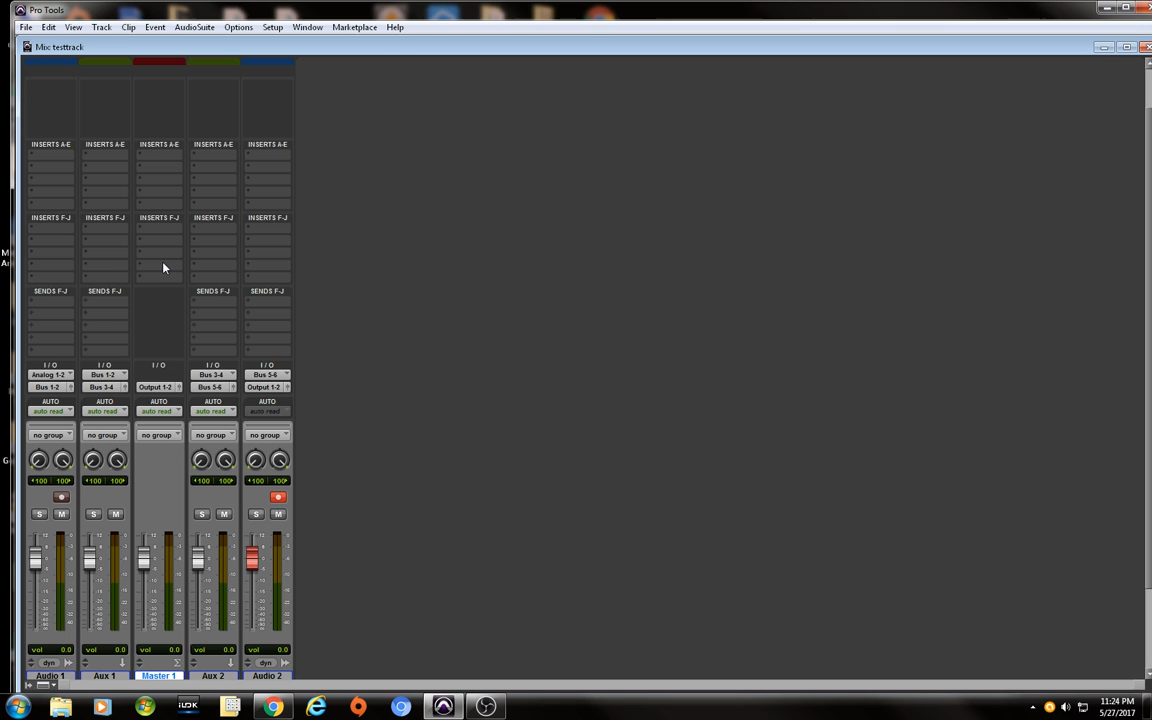 Pro Tools
File Edit View Track Clip Event AudioSuite Options Setup Window Marketplace Help
Mix testtrack
INSERTS A-E INSERTS A-E INSERTS A-E INSERTS A-E INSERTS A-E
INSERTS F-J INSERTS F-J INSERTS F-J INSERTS F-J INSERTS F-J
SENDS F-J SENDS F-J SENDS F-J SENDS F-J
I / O I / O I / O I / O I / O
Analog 1-2 Bus 1-2 Bus 3-4 Bus 5-6
Bus 1-2 Bus 3-4 Output 1-2 Bus 5-6 Output 1-2
AUTO AUTO AUTO AUTO AUTO
auto read auto read auto read auto read auto read
no group no group no group no group no group
100 100 100 100 100 100 100 100
S M S M S M S M
vol 0.0 vol 0.0 vol 0.0 vol 0.0 vol 0.0
dyn dyn
Audio 1 Aux 1 Master 1 Aux 2 Audio 2
iLOK
11:24 PM
5/27/2017